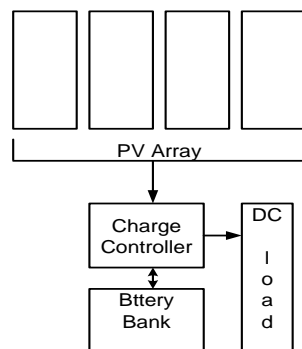 PV Array
Charge
Controller
DC
l
o
a
d
Bttery
Bank